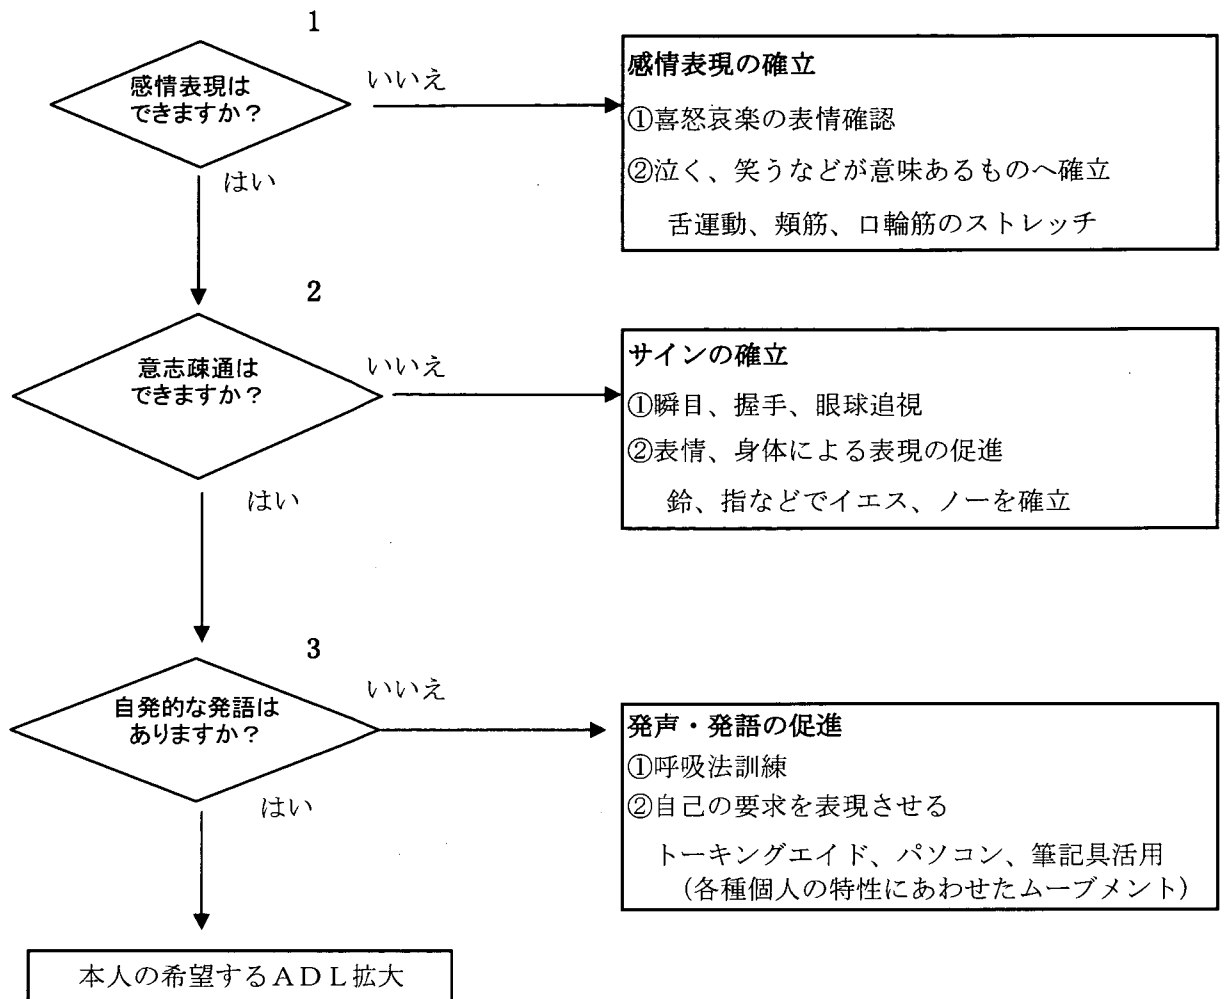 1
感情表現は
できますか？
いいえ
はい
感情表現の確立
①喜怒哀楽の表情確認
②泣く、笑うなどが意味あるものへ確立
舌運動、頬筋、口輪筋のストレッチ
2
意志疎通は
できますか？
いいえ
はい
サインの確立
①瞬目、握手、眼球追視
②表情、身体による表現の促進
鈴、指などでイエス、ノーを確立
3
自発的な発語は
ありますか？
いいえ
はい
発声・発語の促進
①呼吸法訓練
②自己の要求を表現させる
トーキングエイド、パソコン、筆記具活用
（各種個人の特性にあわせたムーブメント）
本人の希望するＡＤＬ拡大